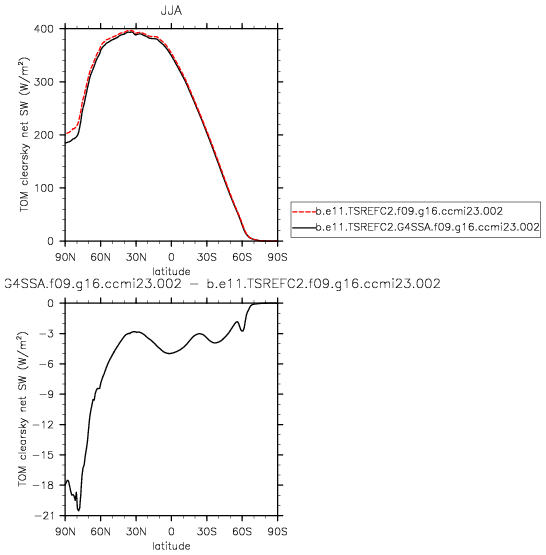 JJA
400
300
200
100
0
TOM clearsky net SW (W/m²)
90N 60N 30N 0 30S 60S 90S
latitude
b.e11.TSREFC2.f09.g16.ccmi23.002
b.e11.TSREFC2.G4SSA.f09.g16.ccmi23.002
G4SSA.f09.g16.ccmi23.002 − b.e11.TSREFC2.f09.g16.ccmi23.002
0
−3
−6
−9
−12
−15
−18
−21
TOM clearsky net SW (W/m²)
90N 60N 30N 0 30S 60S 90S
latitude